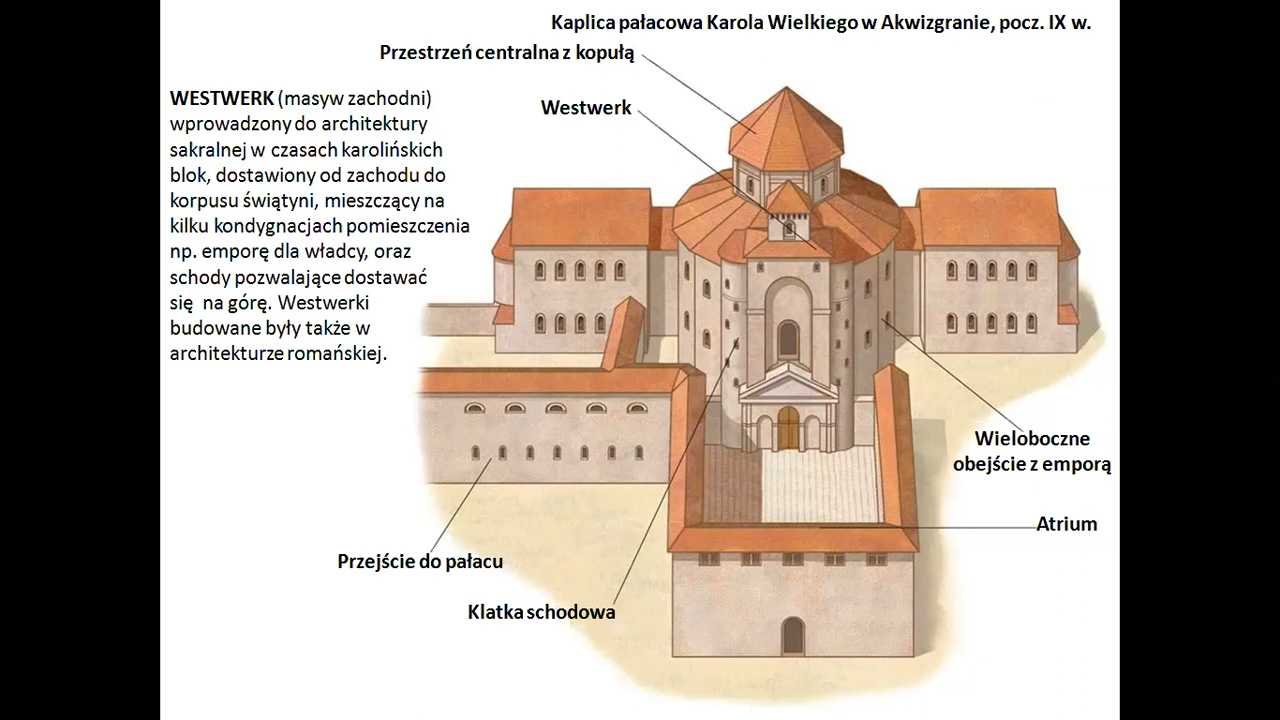 Kaplica pałacowa Karola Wielkiego w Akwizgranie, pocz. IX w.
Przestrzeń centralna z kopułą
WESTWERK (masyw zachodni)
wprowadzony do architektury
sakralnej w czasach karolińskich
blok, dostawiony od zachodu do
korpusu świątyni, mieszczący na
kilku kondygnacjach pomieszczenia
np. emporę dla władcy, oraz
schody pozwalające dostawać
się na górę. Westwerki
budowane były także w
architekturze romańskiej.
Westwerk
Wieloboczne
obejście z emporą
Atrium
Przejście do pałacu
Klatka schodowa